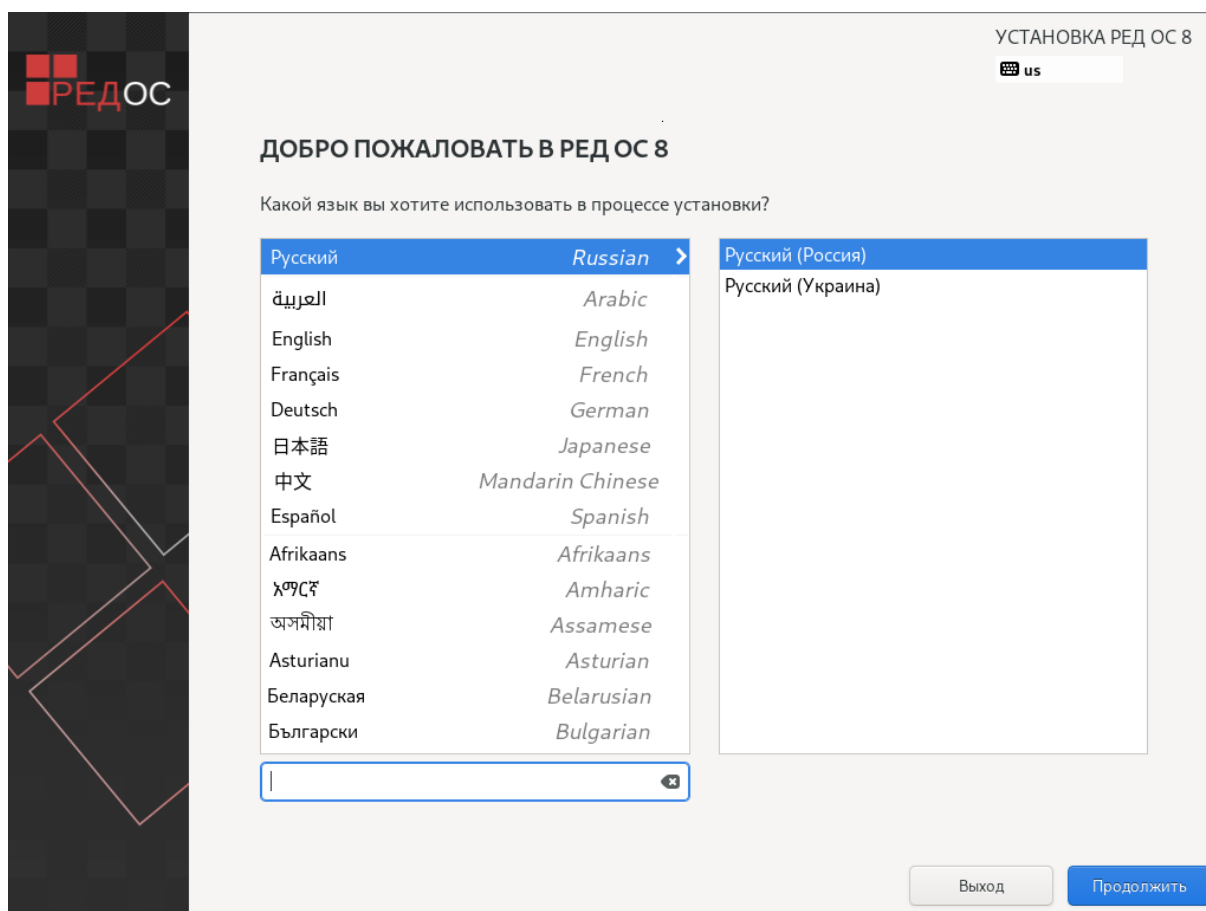 РЕДОС
УСТАНОВКА РЕД ОС 8
us
ДОБРО ПОЖАЛОВАТЬ В РЕД ОС 8
Какой язык вы хотите использовать в процессе установки?
Русский Russian
العربية Arabic
English English
Français French
Deutsch German
日本語 Japanese
中文 Mandarin Chinese
Español Spanish
Afrikaans Afrikaans
አማርኛ Amharic
অসমীয়া Assamese
Asturianu Asturian
Беларуская Belarusian
Български Bulgarian
Русский (Россия)
Русский (Украина)
Выход
Продолжить